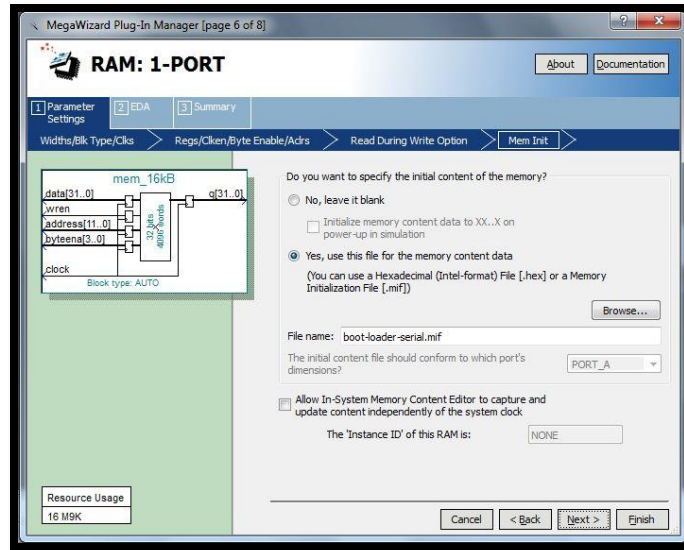 MegaWizard Plug-In Manager [page 6 of 8]
RAM: 1-PORT
About
Documentation
1 Parameter Settings
2 EDA
3 Summary
Widths/Blk Type/Clks
Regs/Clken/Byte Enable/Adrs
Read During Write Option
Mem Init
mem_16kB
data[31..0]
q[31..0]
wren
address[11..0]
byteena[3..0]
32 bits
4096 words
clock
Block type: AUTO
Do you want to specify the initial content of the memory?
No, leave it blank
Initialize memory content data to XX..X on
power-up in simulation
Yes, use this file for the memory content data
(You can use a Hexadecimal (Intel-format) File [.hex] or a Memory
Initialization File [.mif])
Browse...
File name: boot-loader-serial.mif
The initial content file should conform to which port's
dimensions?
PORT_A
Allow In-System Memory Content Editor to capture and
update content independently of the system clock
The 'Instance ID' of this RAM is: NONE
Resource Usage
16 M9K
Cancel
< Back
Next >
Finish